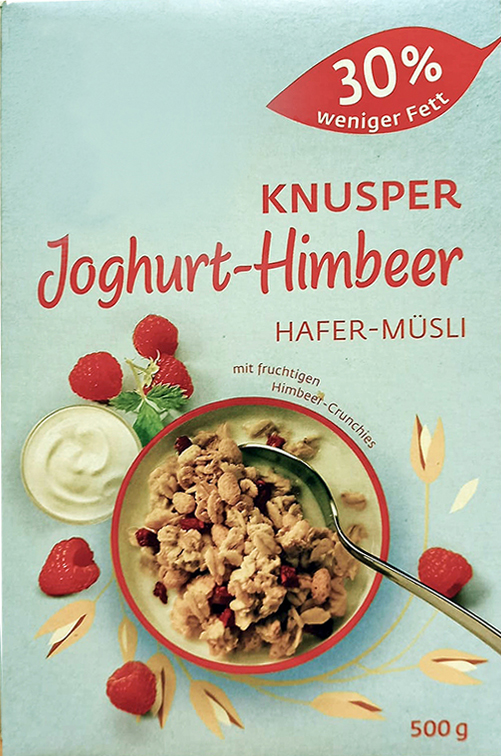 30%
weniger Fett
KNUSPER
Joghurt-Himbeer
HAFER-MÜSLI
mit fruchtigen
Himbeer-Crunchies
500 g